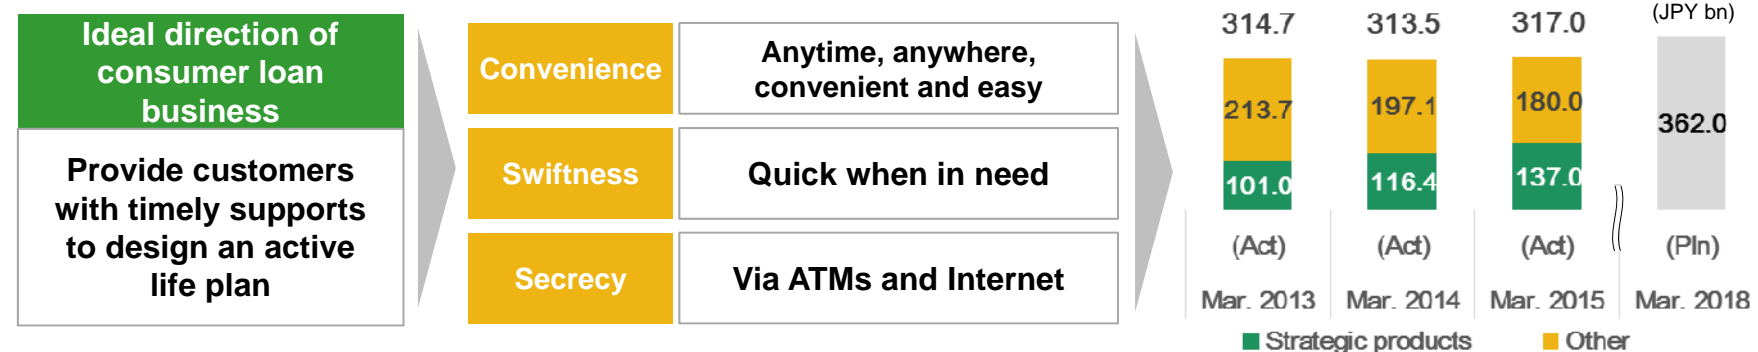 Ideal direction of
consumer loan
business
Provide customers
with timely supports
to design an active
life plan
Convenience
Anytime, anywhere,
convenient and easy
Swiftness
Quick when in need
Secrecy
Via ATMs and Internet
(JPY bn)
314.7 313.5 317.0
213.7 197.1 180.0 362.0
101.0 116.4 137.0
(Act) (Act) (Act) (Pln)
Mar. 2013 Mar. 2014 Mar. 2015 Mar. 2018
Strategic products Other